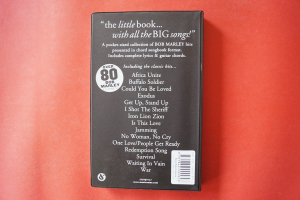 "the little book...
with all the BIG songs!"
A pocket-sized collection of BOB MARLEY hits
presented in chord songbook format.
Includes complete lyrics & guitar chords.
Including the classic hits...
OVER
80
BOB
MARLEY
Africa Unite
Buffalo Soldier
Could You Be Loved
Exodus
Get Up, Stand Up
I Shot The Sheriff
Iron Lion Zion
Is This Love
Jamming
No Woman, No Cry
One Love/People Get Ready
Redemption Song
Survival
Waiting In Vain
War
&